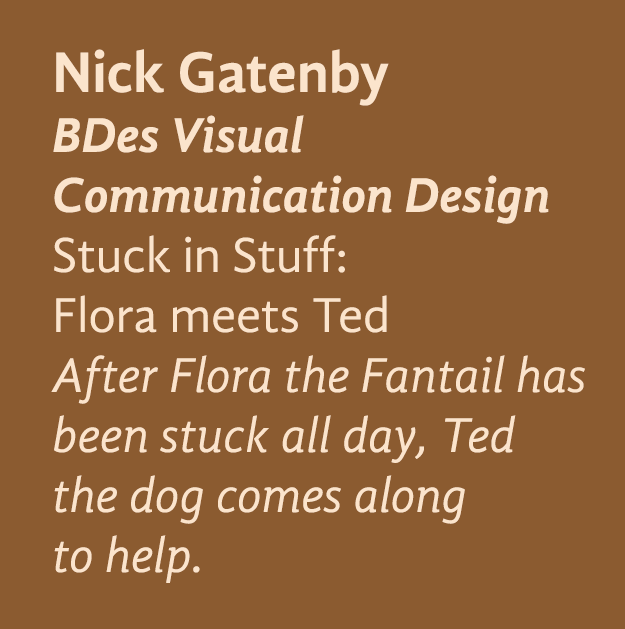 Nick Gatenby
BDes Visual
Communication Design
Stuck in Stuff:
Flora meets Ted
After Flora the Fantail has
been stuck all day, Ted
the dog comes along
to help.